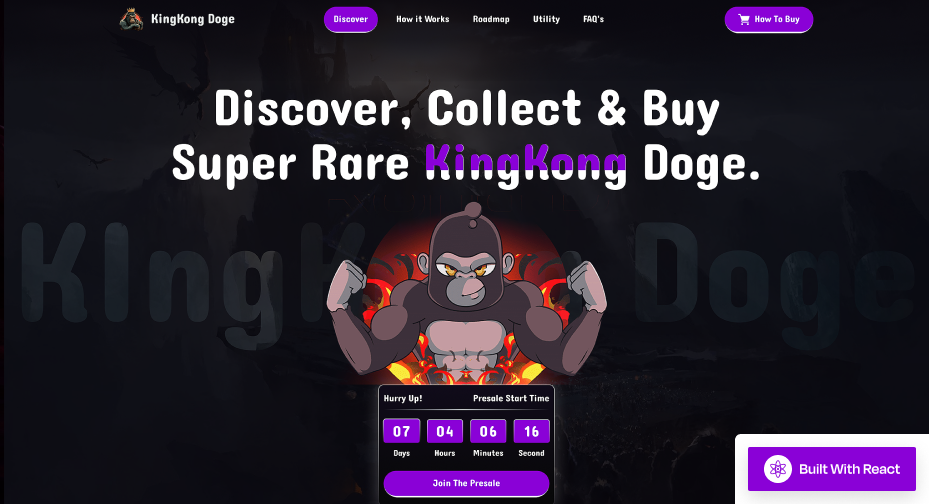 KingKong Doge
Discover
How it Works
Roadmap
Utility
FAQ's
How To Buy
Discover, Collect & Buy
Super Rare KingKong Doge.
KIngKong Doge
Hurry Up!
Presale Start Time
07
04
06
16
Days
Hours
Minutes
Second
Join The Presale
Built With React